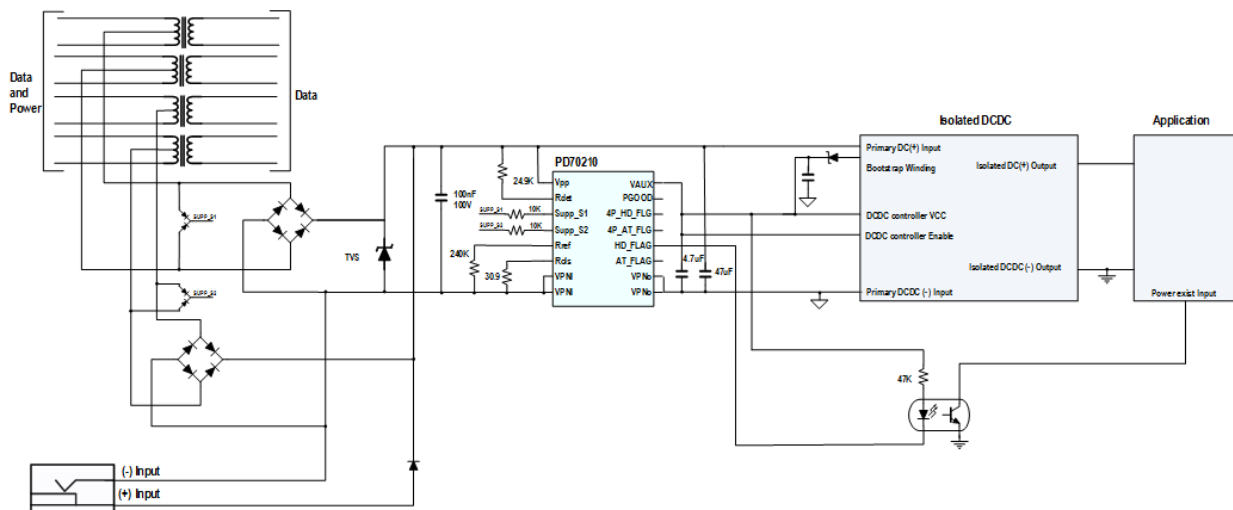 Data
and
Power
Data
SUPP_S1
SUPP_S2
TVS
100nF
100V
24.9K
SUPP_S1
10K
SUPP_S2
10K
240K
30.9
PD70210
Vpp
Rdet
Supp_S1
Supp_S2
Rref
Rcls
VPNI
VPNI
VAUX
PGOOD
4P_HD_FLG
4P_AT_FLG
HD_FLAG
AT_FLAG
VPNo
VPNo
4.7uF
47uF
Isolated DCDC
Primary DC(+) Input
Bootstrap Winding
Isolated DC(+) Output
DCDC controller VCC
DCDC controller Enable
Isolated DCDC (-) Output
Primary DCDC (-) Input
Application
Power exist Input
47K
(-) Input
(+) Input